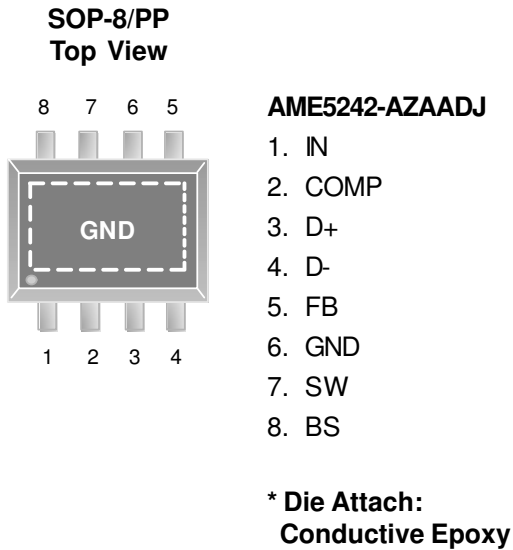 SOP-8/PP
Top View
8 7 6 5
GND
1 2 3 4
AME5242-AZAADJ
1. IN
2. COMP
3. D+
4. D-
5. FB
6. GND
7. SW
8. BS
* Die Attach:
Conductive Epoxy